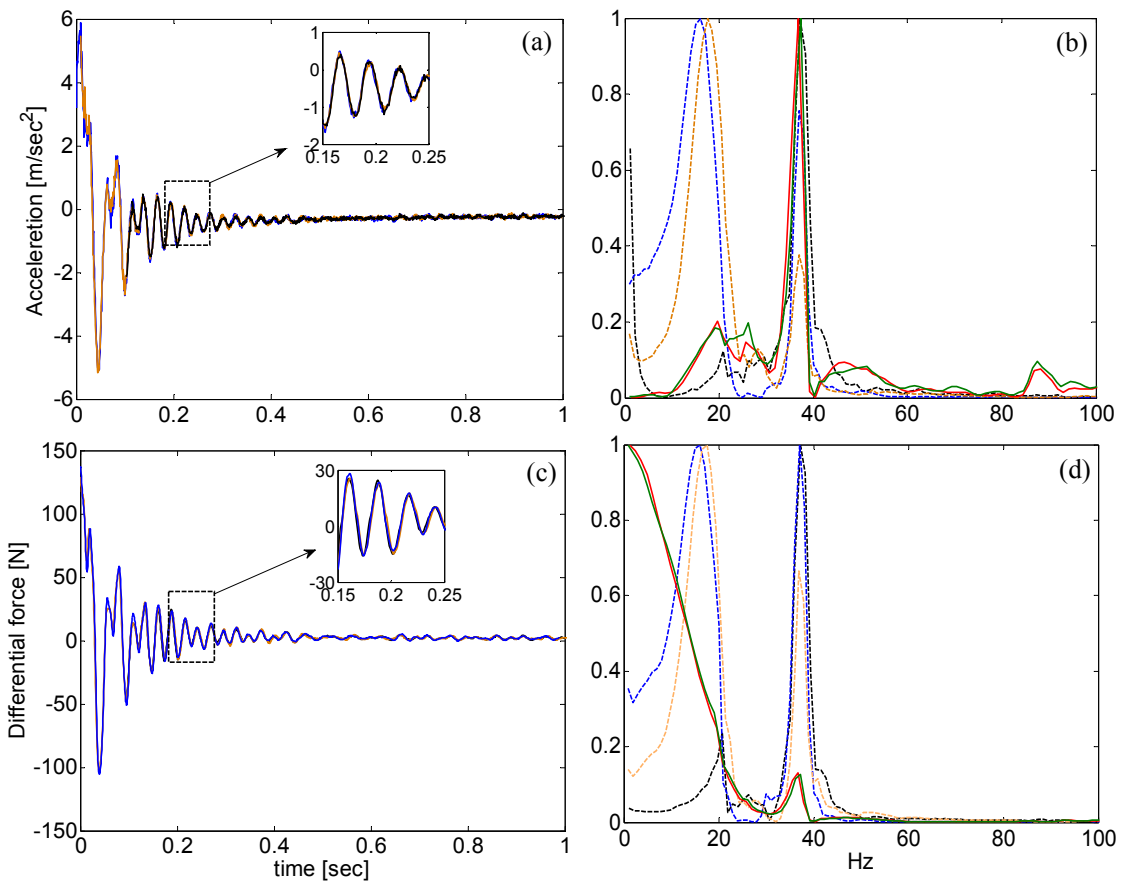 (a)
Acceleretion [m/sec²]
6
4
2
0
-2
-4
-6
0 0.2 0.4 0.6 0.8 1
1
0
-1
-2
0.15 0.2 0.25
(b)
1
0.8
0.6
0.4
0.2
0
0 20 40 60 80 100
(c)
Differential force [N]
150
100
50
0
-50
-100
-150
0 0.2 0.4 0.6 0.8 1
time [sec]
30
0
-30
0.15 0.2 0.25
(d)
1
0.8
0.6
0.4
0.2
0
0 20 40 60 80 100
Hz